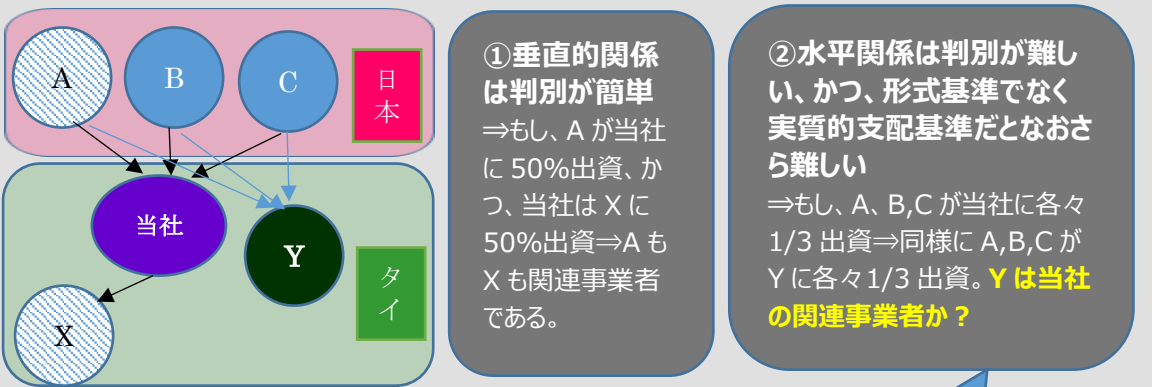 A
B
C
日
本
当社
Y
タ
イ
X
①垂直的関係
は判別が簡単
⇒もし、A が当社
に 50%出資、か
つ、当社は X に
50%出資⇒A も
X も関連事業者
である。
②水平関係は判別が難し
い、かつ、形式基準でなく
実質的支配基準だとなおさ
ら難しい
⇒もし、A、B,C が当社に各々
1/3 出資⇒同様に A,B,C が
Y に各々1/3 出資。Y は当社
の関連事業者か?